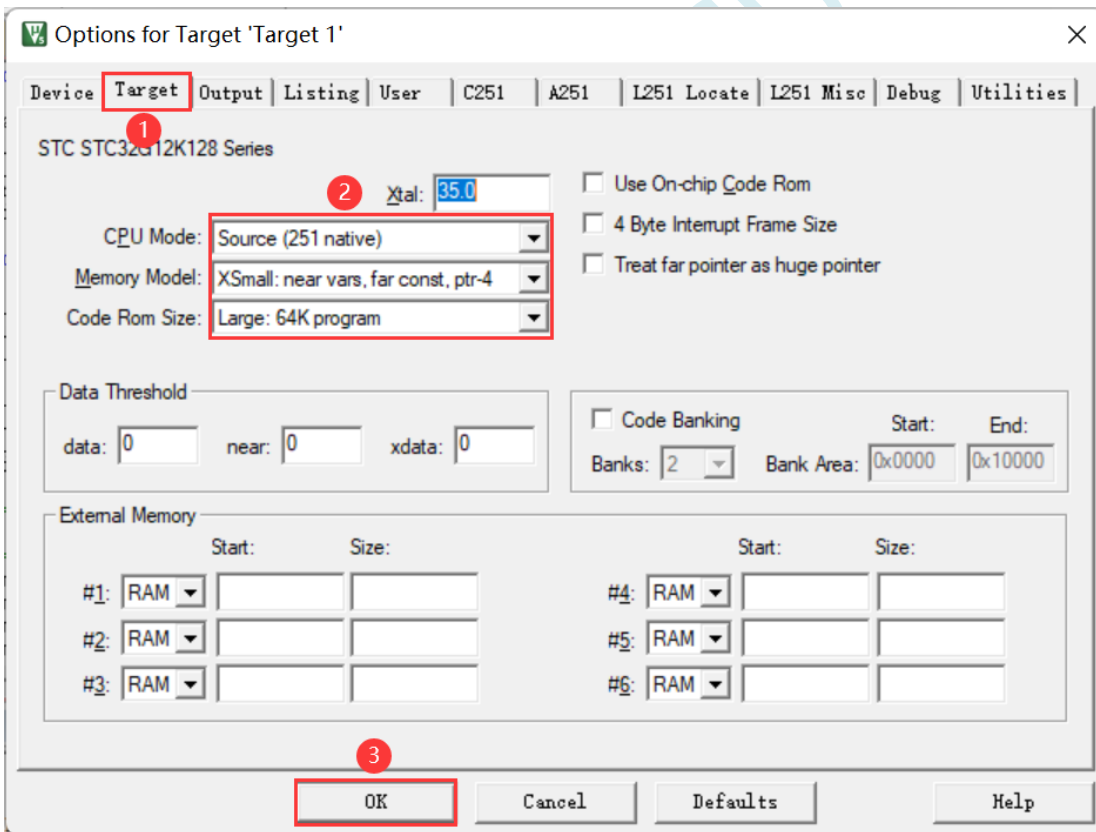 Options for Target 'Target 1'
Device Target Output Listing User C251 A251 L251 Locate L251 Misc Debug Utilities
1
STC STC32G12K128 Series
2 Xtal: 35.0 Use On-chip Code Rom
CPU Mode: Source (251 native) 4 Byte Interrupt Frame Size
Memory Model: XSmall: near vars, far const, ptr-4 Treat far pointer as huge pointer
Code Rom Size: Large: 64K program
Data Threshold
data: 0 near: 0 xdata: 0
Code Banking Start: End:
Banks: 2 Bank Area: 0x0000 0x10000
External Memory
Start: Size: Start: Size:
#1: RAM #4: RAM
#2: RAM #5: RAM
#3: RAM #6: RAM
3
OK Cancel Defaults Help